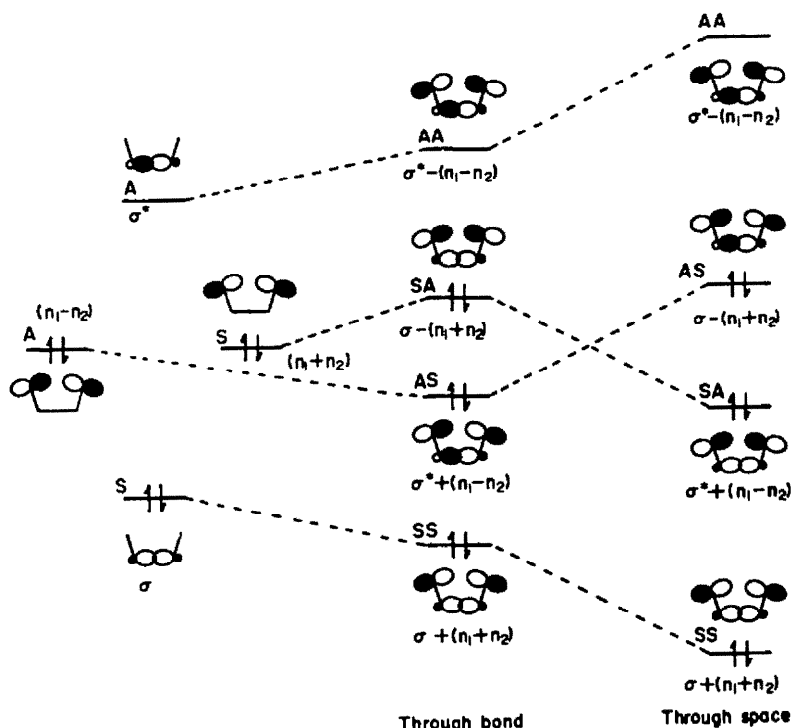 AA
σ*-(n₁-n₂)
AA
σ*-(n₁-n₂)
A
σ*
AS
σ-(n₁+n₂)
SA
σ-(n₁+n₂)
(n₁-n₂)
A
S
(n₁+n₂)
AS
σ*+(n₁-n₂)
SA
σ*+(n₁-n₂)
S
σ
SS
σ+(n₁+n₂)
SS
σ+(n₁+n₂)
Through bond
Through space